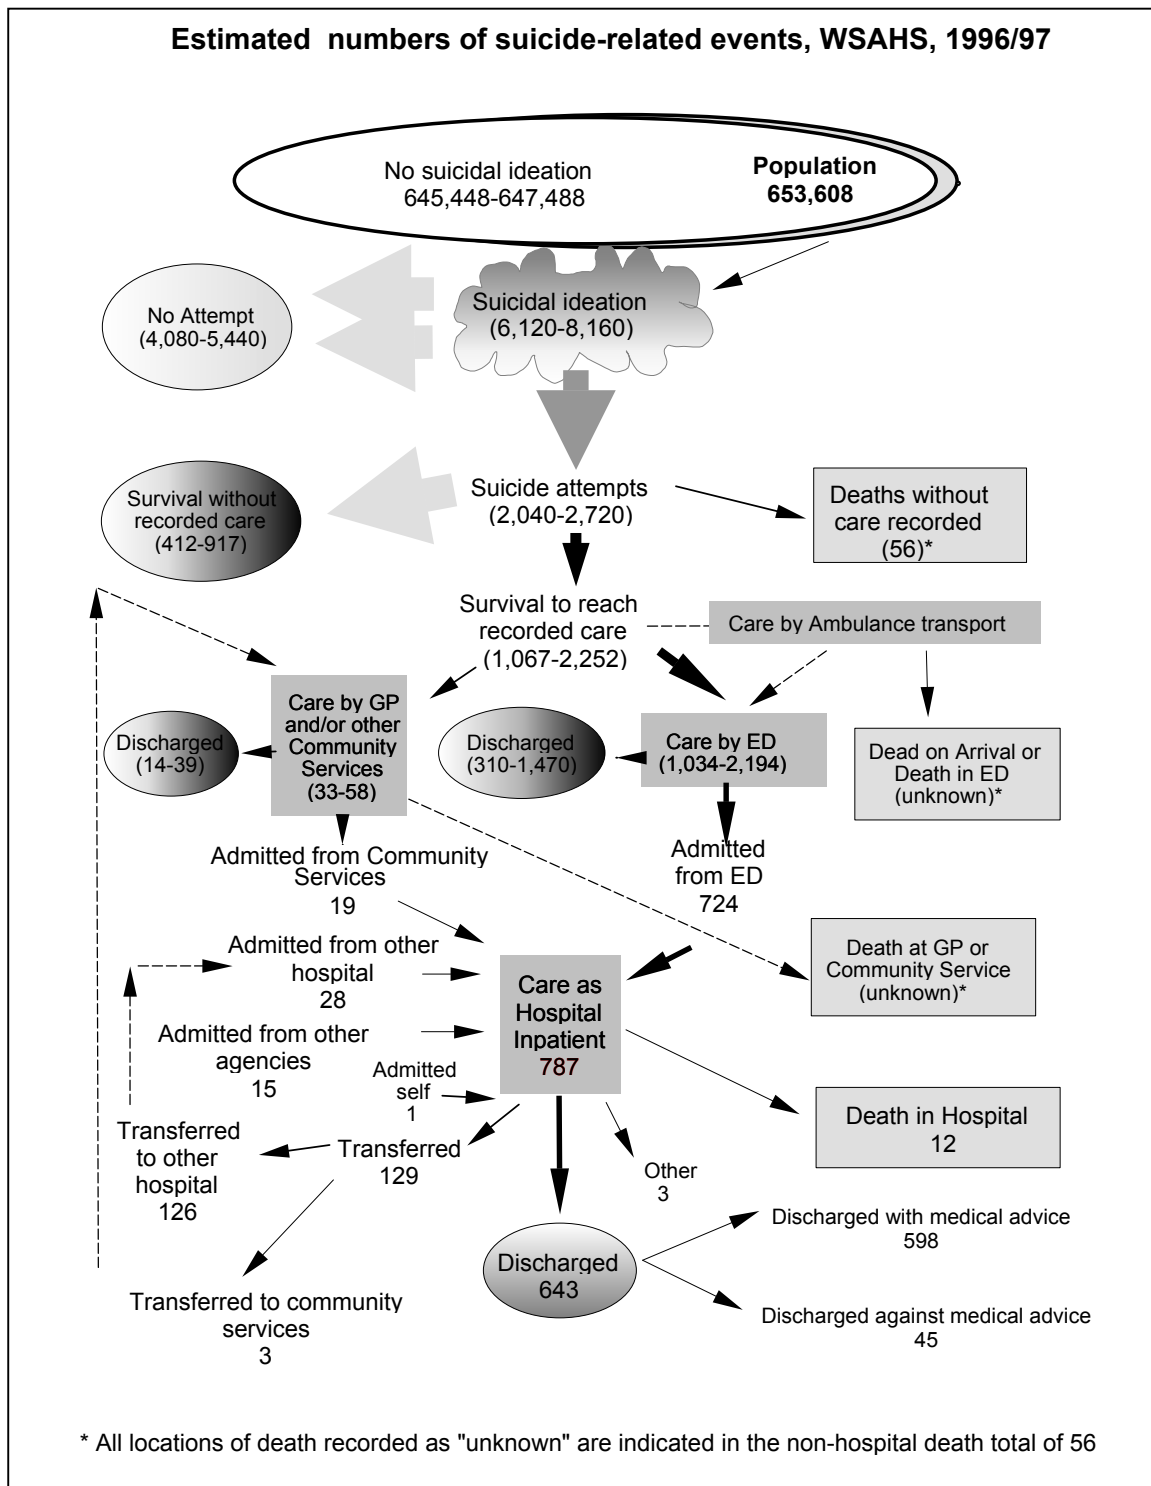 Estimated numbers of suicide-related events, WSAHS, 1996/97
No suicidal ideation
645,448-647,488
Population
653,608
Suicidal ideation
(6,120-8,160)
No Attempt
(4,080-5,440)
Survival without
recorded care
(412-917)
Suicide attempts
(2,040-2,720)
Deaths without
care recorded
(56)*
Survival to reach
recorded care
(1,067-2,252)
Care by Ambulance transport
Discharged
(14-39)
Care by GP
and/or other
Community
Services
(33-58)
Discharged
(310-1,470)
Care by ED
(1,034-2,194)
Dead on Arrival or
Death in ED
(unknown)*
Admitted from Community
Services
19
Admitted
from ED
724
Admitted from other
hospital
28
Care as
Hospital
Inpatient
787
Death at GP or
Community Service
(unknown)*
Admitted from other
agencies
15
Admitted
self
1
Death in Hospital
12
Transferred
to other
hospital
126
Transferred
129
Other
3
Discharged
643
Discharged with medical advice
598
Transferred to community
services
3
Discharged against medical advice
45
* All locations of death recorded as "unknown" are indicated in the non-hospital death total of 56